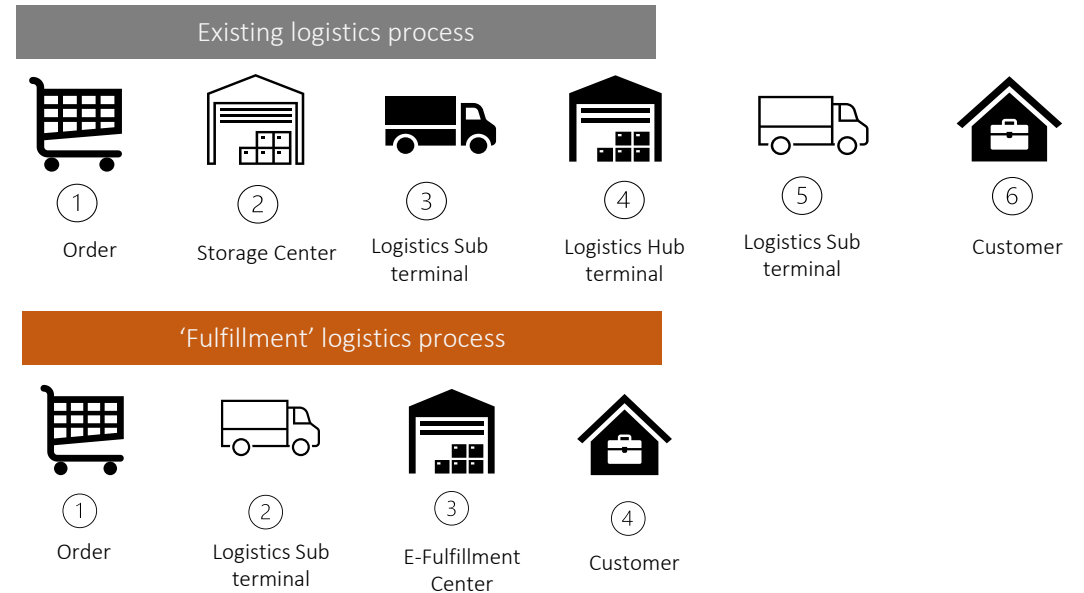 Existing logistics process
1
2
3
4
5
6
Order
Storage Center
Logistics Sub
terminal
Logistics Hub
terminal
Logistics Sub
terminal
Customer
‘Fulfillment’ logistics process
1
2
3
4
Order
Logistics Sub
terminal
E-Fulfillment
Center
Customer